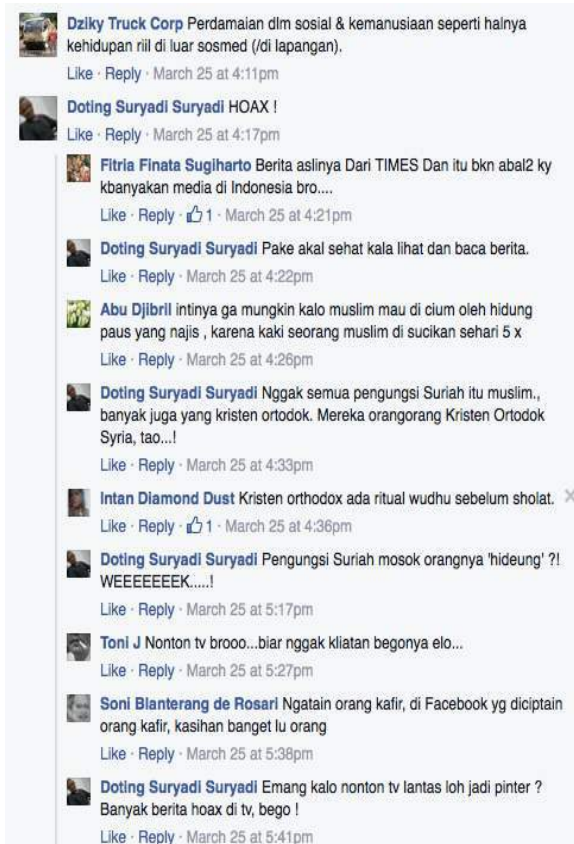 Dziky Truck Corp Perdamaian dlm sosial & kemanusiaan seperti halnya
kehidupan riil di luar sosmed (/di lapangan).
Like · Reply · March 25 at 4:11pm
Doting Suryadi Suryadi HOAX !
Like · Reply · March 25 at 4:17pm
Fitria Finata Sugiharto Berita aslinya Dari TIMES Dan itu bkn abal2 ky
kbanyakan media di Indonesia bro....
Like · Reply · 1 · March 25 at 4:21pm
Doting Suryadi Suryadi Pake akal sehat kala lihat dan baca berita.
Like · Reply · March 25 at 4:22pm
Abu Djibril intinya ga mungkin kalo muslim mau di cium oleh hidung
paus yang najis , karena kaki seorang muslim di sucikan sehari 5 x
Like · Reply · March 25 at 4:26pm
Doting Suryadi Suryadi Nggak semua pengungsi Suriah itu muslim.,
banyak juga yang kristen ortodok. Mereka orangorang Kristen Ortodok
Syria, tao...!
Like · Reply · March 25 at 4:33pm
Intan Diamond Dust Kristen orthodox ada ritual wudhu sebelum sholat.
Like · Reply · 1 · March 25 at 4:36pm
Doting Suryadi Suryadi Pengungsi Suriah mosok orangnya 'hideung' ?!
WEEEEEEEK.....!
Like · Reply · March 25 at 5:17pm
Toni J Nonton tv brooo...biar nggak kliatan begonya elo...
Like · Reply · March 25 at 5:27pm
Soni Blanterang de Rosari Ngatain orang kafir, di Facebook yg diciptain
orang kafir, kasihan banget lu orang
Like · Reply · March 25 at 5:38pm
Doting Suryadi Suryadi Emang kalo nonton tv lantas loh jadi pinter ?
Banyak berita hoax di tv, bego !
Like · Reply · March 25 at 5:41pm